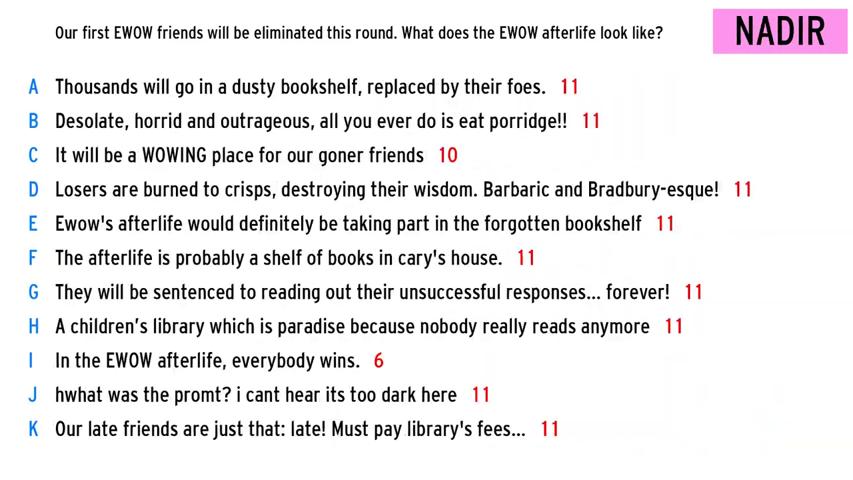 Our first EWOW friends will be eliminated this round. What does the EWOW afterlife look like?
NADIR
A Thousands will go in a dusty bookshelf, replaced by their foes. 11
B Desolate, horrid and outrageous, all you ever do is eat porridge!! 11
C It will be a WOWING place for our goner friends 10
D Losers are burned to crisps, destroying their wisdom. Barbaric and Bradbury-esque! 11
E Ewow's afterlife would definitely be taking part in the forgotten bookshelf 11
F The afterlife is probably a shelf of books in cary's house. 11
G They will be sentenced to reading out their unsuccessful responses... forever! 11
H A children’s library which is paradise because nobody really reads anymore 11
I In the EWOW afterlife, everybody wins. 6
J hwhat was the promt? i cant hear its too dark here 11
K Our late friends are just that: late! Must pay library's fees... 11